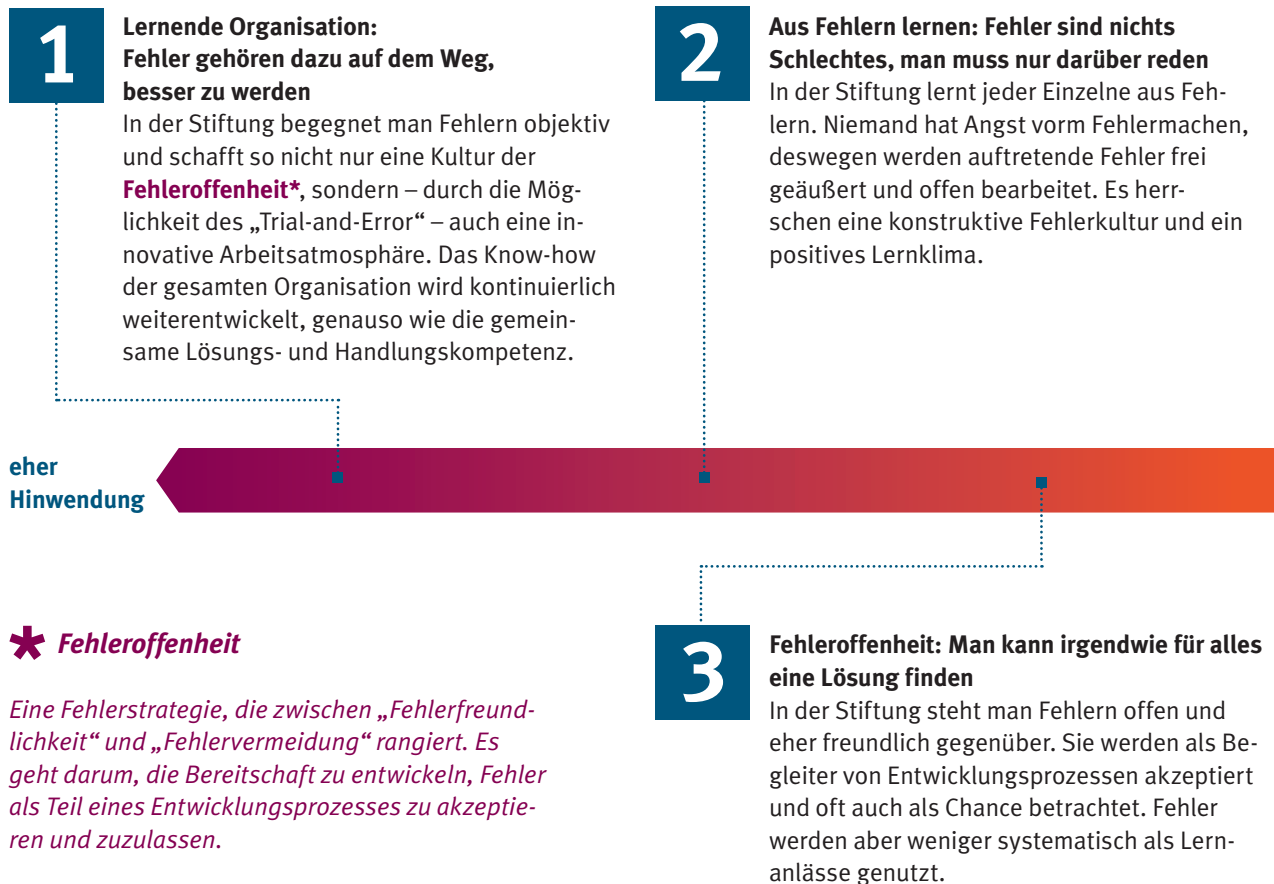 1
Lernende Organisation:
Fehler gehören dazu auf dem Weg,
besser zu werden
In der Stiftung begegnet man Fehlern objektiv
und schafft so nicht nur eine Kultur der
Fehleroffenheit*, sondern – durch die Mög-
lichkeit des „Trial-and-Error“ – auch eine in-
novative Arbeitsatmosphäre. Das Know-how
der gesamten Organisation wird kontinuierlich
weiterentwickelt, genauso wie die gemein-
same Lösungs- und Handlungskompetenz.
2
Aus Fehlern lernen: Fehler sind nichts
Schlechtes, man muss nur darüber reden
In der Stiftung lernt jeder Einzelne aus Feh-
lern. Niemand hat Angst vorm Fehlermachen,
deswegen werden auftretende Fehler frei
geäußert und offen bearbeitet. Es herr-
schen eine konstruktive Fehlerkultur und ein
positives Lernklima.
eher
Hinwendung
* Fehleroffenheit
Eine Fehlerstrategie, die zwischen „Fehlerfreund-
lichkeit“ und „Fehlervermeidung“ rangiert. Es
geht darum, die Bereitschaft zu entwickeln, Fehler
als Teil eines Entwicklungsprozesses zu akzeptie-
ren und zuzulassen.
3
Fehleroffenheit: Man kann irgendwie für alles
eine Lösung finden
In der Stiftung steht man Fehlern offen und
eher freundlich gegenüber. Sie werden als Be-
gleiter von Entwicklungsprozessen akzeptiert
und oft auch als Chance betrachtet. Fehler
werden aber weniger systematisch als Lern-
anlässe genutzt.